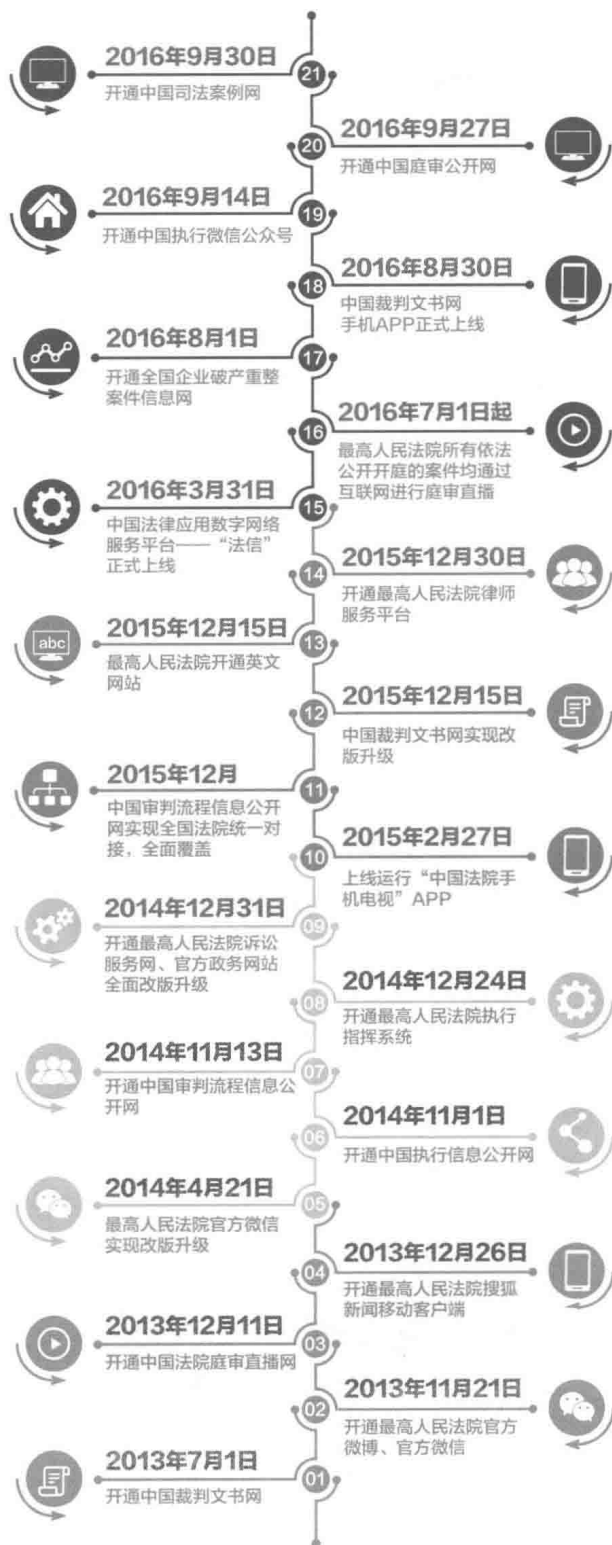 2016年9月30日
开通中国司法案例网
21
2016年9月27日
开通中国庭审公开网
20
2016年9月14日
开通中国执行微信公众号
19
2016年8月30日
中国裁判文书网
手机APP正式上线
18
2016年8月1日
开通全国企业破产重整
案件信息网
17
2016年7月1日起
最高人民法院所有依法
公开开庭的案件均通过
互联网进行庭审直播
16
2016年3月31日
中国法律应用数字网络
服务平台——“法信”
正式上线
15
2015年12月30日
开通最高人民法院律师
服务平台
14
abc
2015年12月15日
最高人民法院开通英文
网站
13
2015年12月15日
中国裁判文书网实现改
版升级
12
2015年12月
中国审判流程信息公开
网实现全国法院统一对
接，全面覆盖
11
2015年2月27日
上线运行“中国法院手
机电视”APP
10
2014年12月31日
开通最高人民法院诉讼
服务网、官方政务网站
全面改版升级
09
2014年12月24日
开通最高人民法院执行
指挥系统
08
2014年11月13日
开通中国审判流程信息公
开网
07
2014年11月1日
开通中国执行信息公开网
06
2014年4月21日
最高人民法院官方微信
实现改版升级
05
2013年12月26日
开通最高人民法院搜狐
新闻移动客户端
04
2013年12月11日
开通中国法院庭审直播网
03
2013年11月21日
开通最高人民法院官方
微博、官方微信
02
2013年7月1日
开通中国裁判文书网
01